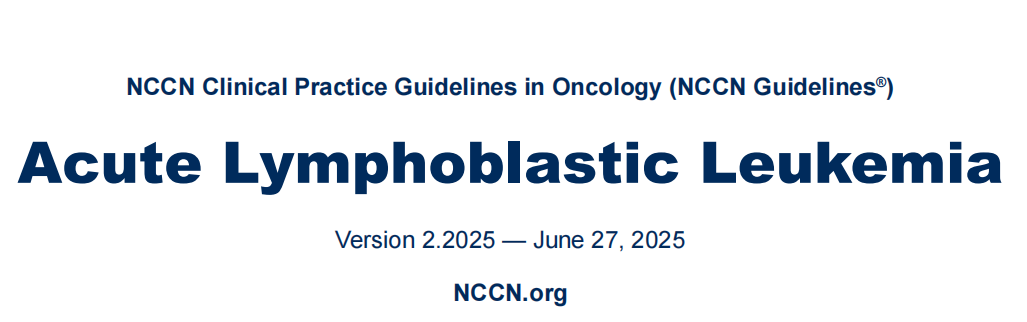 NCCN Clinical Practice Guidelines in Oncology (NCCN Guidelines®)
Acute Lymphoblastic Leukemia
Version 2.2025 — June 27, 2025
NCCN.org